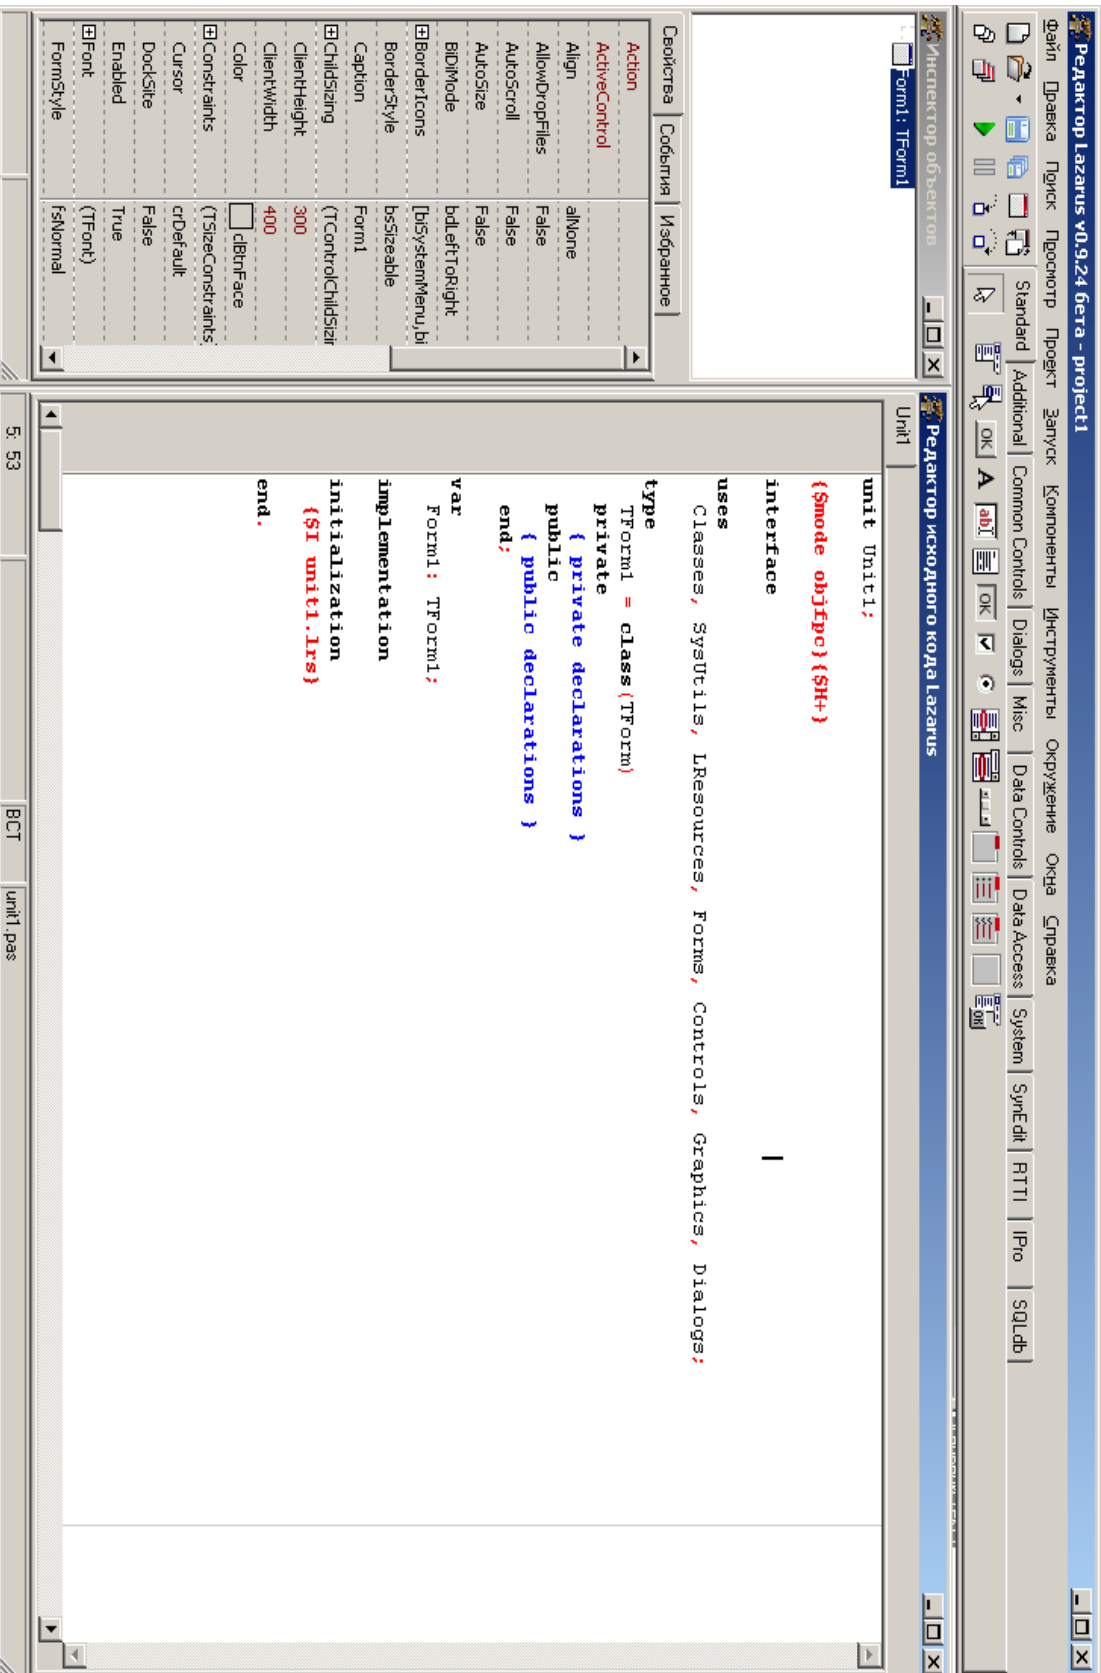 Редактор Lazarus v0.9.24 бета - project1
Файл Правка Поиск Просмотр Проект Запуск Компоненты Инструменты Окружение Окна Справка
Standard Additional Common Controls Dialogs Misc Data Controls Data Access System SynEdit RTTI IPro SQLdb
OK A ab OK OK
Инспектор объектов
Form1: TForm1
Свойства События Избранное
Action
ActiveControl
Align alNone
AllowDropFiles False
AutoScroll False
AutoSize False
BiDiMode bdLeftToRight
BorderIcons [biSystemMenu,bi
BorderStyle bsSizeable
Caption Form1
ChildSizing (TControlChildSizir
ClientHeight 300
ClientWidth 400
Color clBtnFace
Constraints (TSizeConstraints)
Cursor crDefault
DockSite False
Enabled True
Font (TFont)
FormStyle fsNormal
Редактор исходного кода Lazarus
Unit1
unit Unit1;
{$mode objfpc}{$H+}
interface
uses
Classes, SysUtils, LResources, Forms, Controls, Graphics, Dialogs;
type
TForm1 = class(TForm)
private
{ private declarations }
public
{ public declarations }
end;
var
Form1: TForm1;
implementation
initialization
{$I unit1.lrs}
end.
5: 53 ВСТ unit1.pas